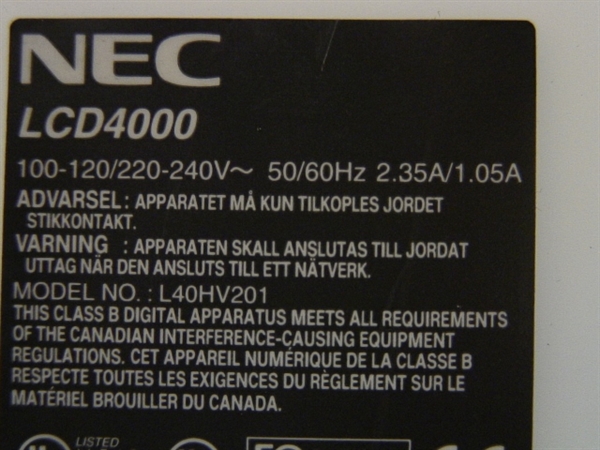 NEC
LCD4000
100-120/220-240V～ 50/60Hz 2.35A/1.05A
ADVARSEL: APPARATET MÅ KUN TILKOPLES JORDET
STIKKONTAKT.
VARNING : APPARATEN SKALL ANSLUTAS TILL JORDAT
UTTAG NÄR DEN ANSLUTS TILL ETT NÄTVERK.
MODEL NO. : L40HV201
THIS CLASS B DIGITAL APPARATUS MEETS ALL REQUIREMENTS
OF THE CANADIAN INTERFERENCE-CAUSING EQUIPMENT
REGULATIONS. CET APPAREIL NUMÉRIQUE DE LA CLASSE B
RESPECTE TOUTES LES EXIGENCES DU RÈGLEMENT SUR LE
MATÉRIEL BROUILLER DU CANADA.
LISTED